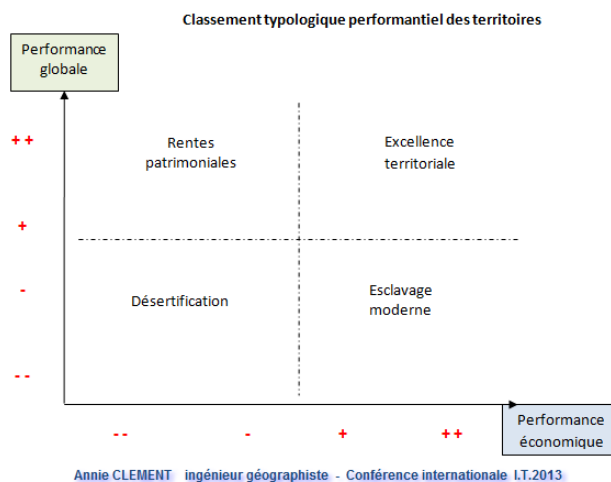 Classement typologique performantiel des territoires
Performance
globale
++
Rentes
patrimoniales
Excellence
territoriale
+
-
Désertification
Esclavage
moderne
--
-- - + ++
Performance
économique
Annie CLEMENT ingénieur géographiste - Conférence internationale I.T.2013